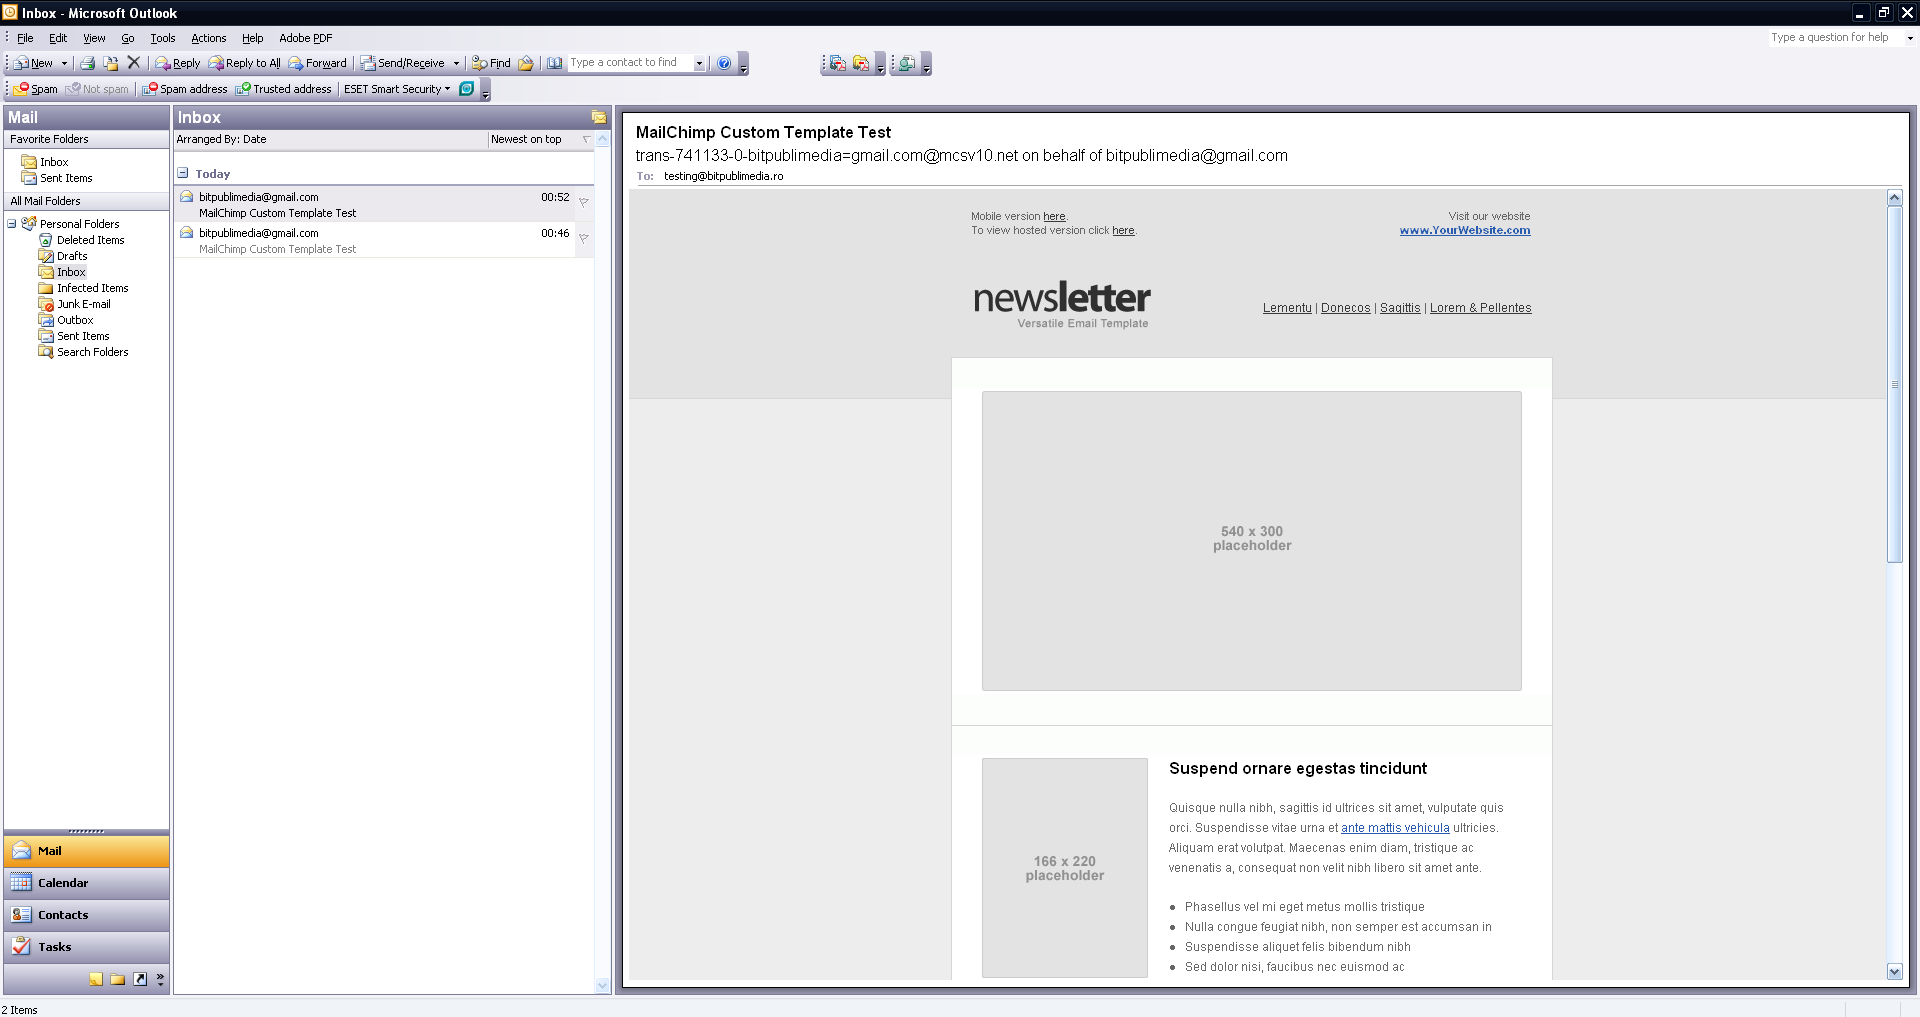 Inbox - Microsoft Outlook
File Edit View Go Tools Actions Help Adobe PDF
Type a question for help
New Reply Reply to All Forward Send/Receive Find Type a contact to find
Spam Not spam Spam address Trusted address ESET Smart Security
Mail
Favorite Folders
Inbox
Sent Items
All Mail Folders
Personal Folders
Deleted Items
Drafts
Inbox
Infected Items
Junk E-mail
Outbox
Sent Items
Search Folders
Mail
Calendar
Contacts
Tasks
Inbox
Arranged By: Date Newest on top
Today
bitpublimedia@gmail.com 00:52
MailChimp Custom Template Test
bitpublimedia@gmail.com 00:46
MailChimp Custom Template Test
MailChimp Custom Template Test
trans-741133-0-bitpublimedia=gmail.com@mcsv10.net on behalf of bitpublimedia@gmail.com
To: testing@bitpublimedia.ro
Mobile version here.
To view hosted version click here.
Visit our website
www.YourWebsite.com
newsletter
Versatile Email Template
Lementu | Donecos | Sagittis | Lorem & Pellentes
540 x 300
placeholder
166 x 220
placeholder
Suspend ornare egestas tincidunt
Quisque nulla nibh, sagittis id ultrices sit amet, vulputate quis
orci. Suspendisse vitae urna et ante mattis vehicula ultricies.
Aliquam erat volutpat. Maecenas enim diam, tristique ac
venenatis a, consequat non velit nibh libero sit amet ante.
• Phasellus vel mi eget metus mollis tristique
• Nulla congue feugiat nibh, non semper est accumsan in
• Suspendisse aliquet felis bibendum nibh
• Sed dolor nisi, faucibus nec euismod ac
2 Items